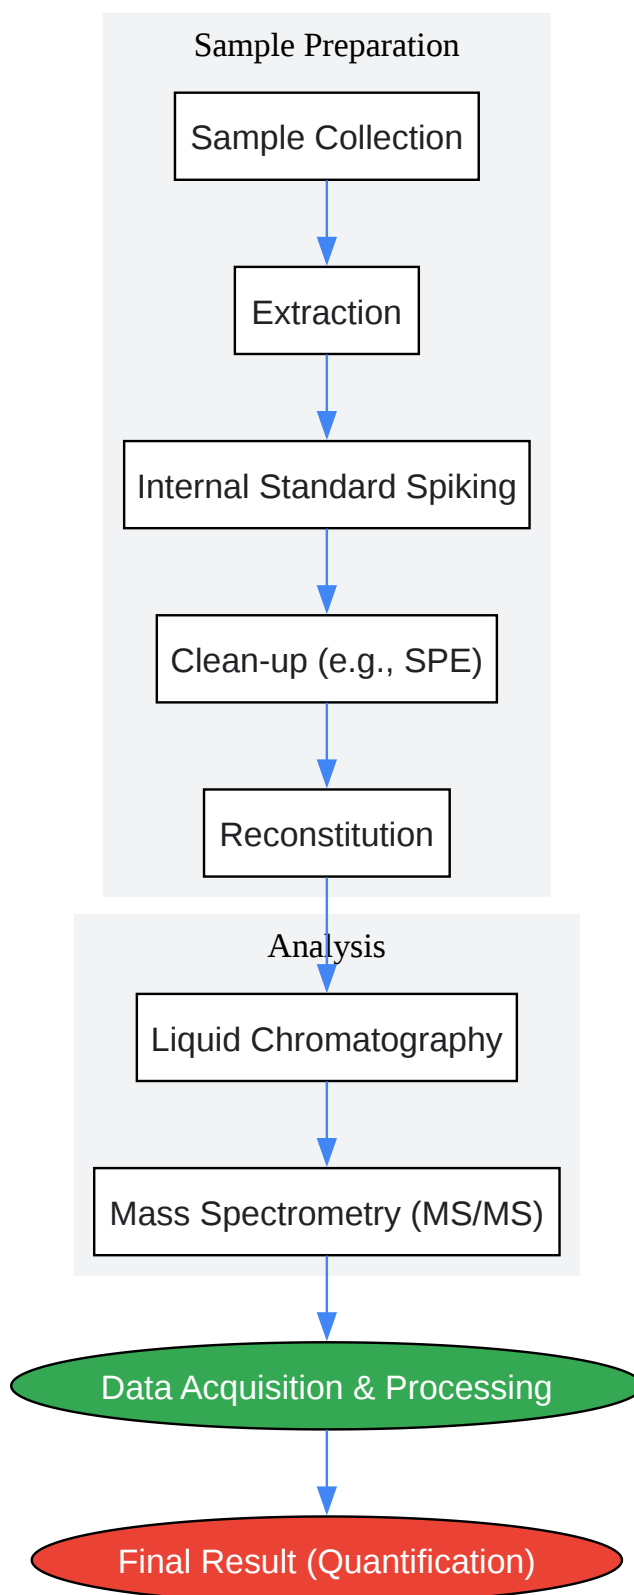 Sample Preparation
Sample Collection
Extraction
Internal Standard Spiking
Clean-up (e.g., SPE)
Reconstitution
Analysis
Liquid Chromatography
Mass Spectrometry (MS/MS)
Data Acquisition & Processing
Final Result (Quantification)